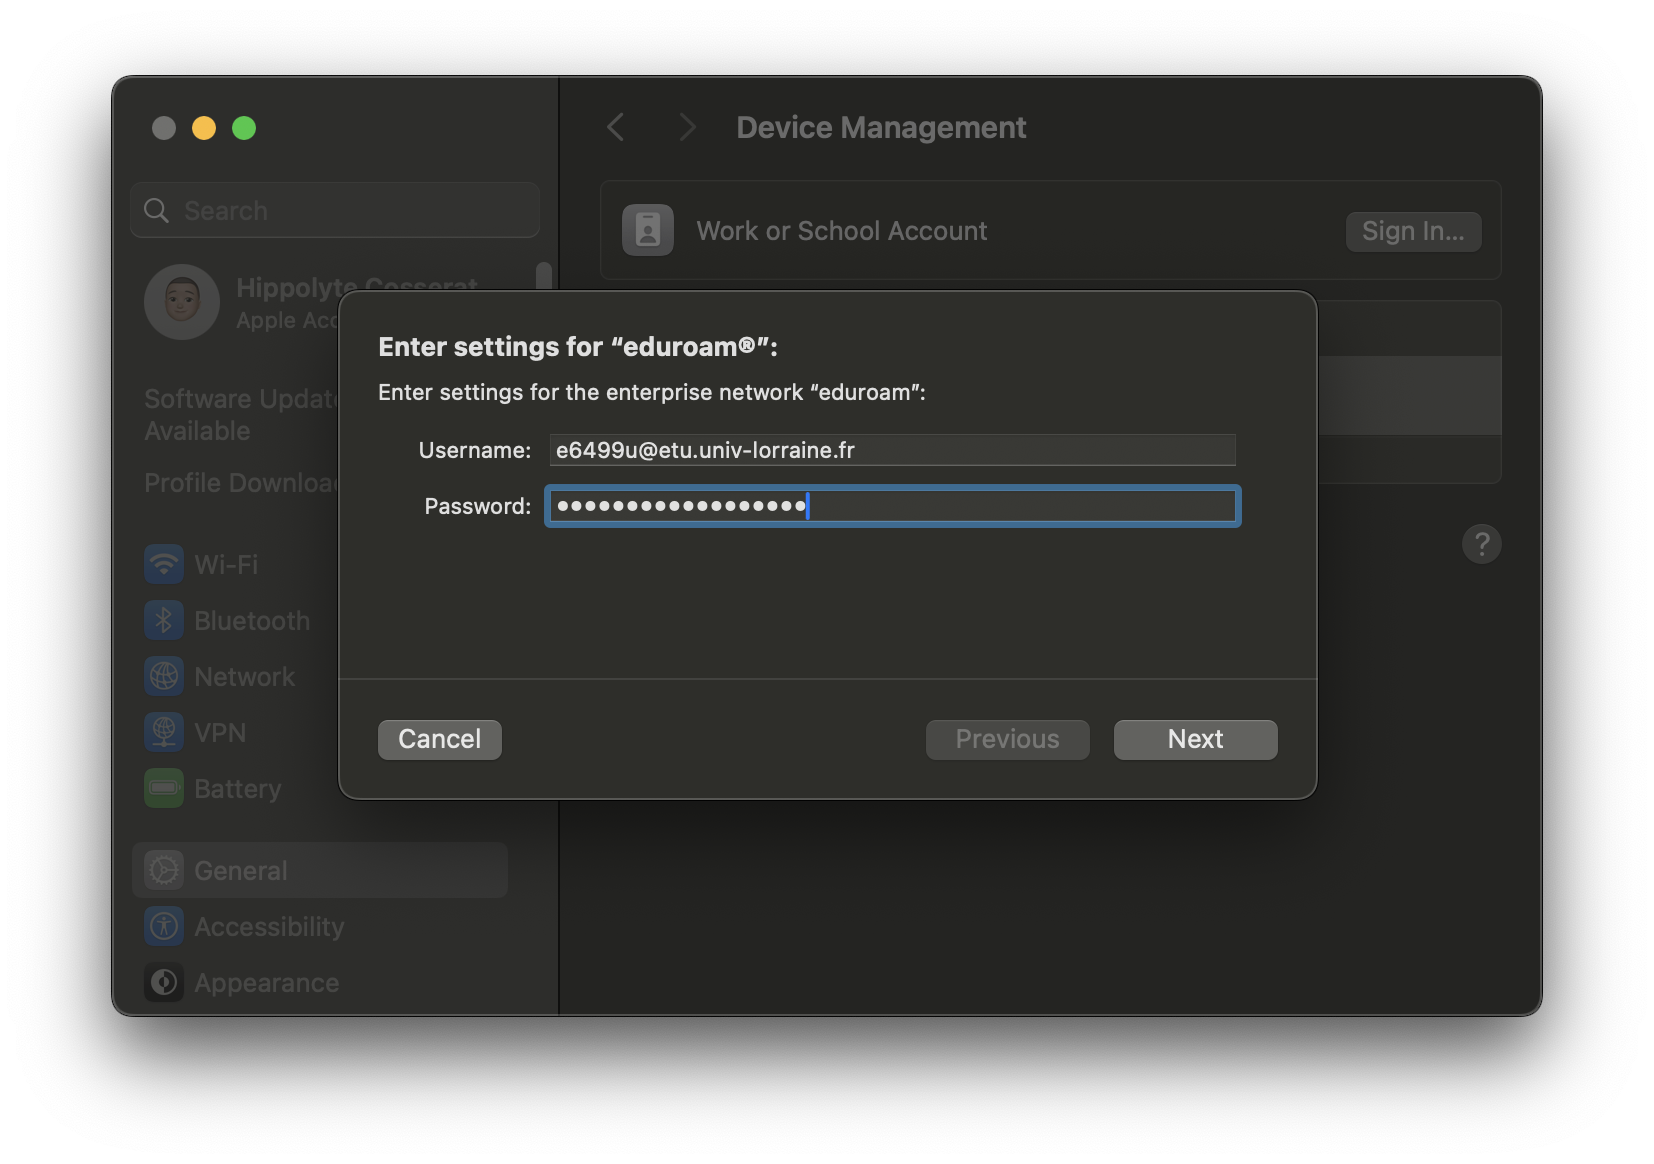 Device Management
Search
Work or School Account
Sign In...
Hippolyte Cosserat
Apple Acc
Software Update
Available
Profile Download
Wi-Fi
Bluetooth
Network
VPN
Battery
General
Accessibility
Appearance
Enter settings for “eduroam®”:
Enter settings for the enterprise network “eduroam”:
Username: e6499u@etu.univ-lorraine.fr
Password: ••••••••••••••••••
Cancel
Previous
Next
?